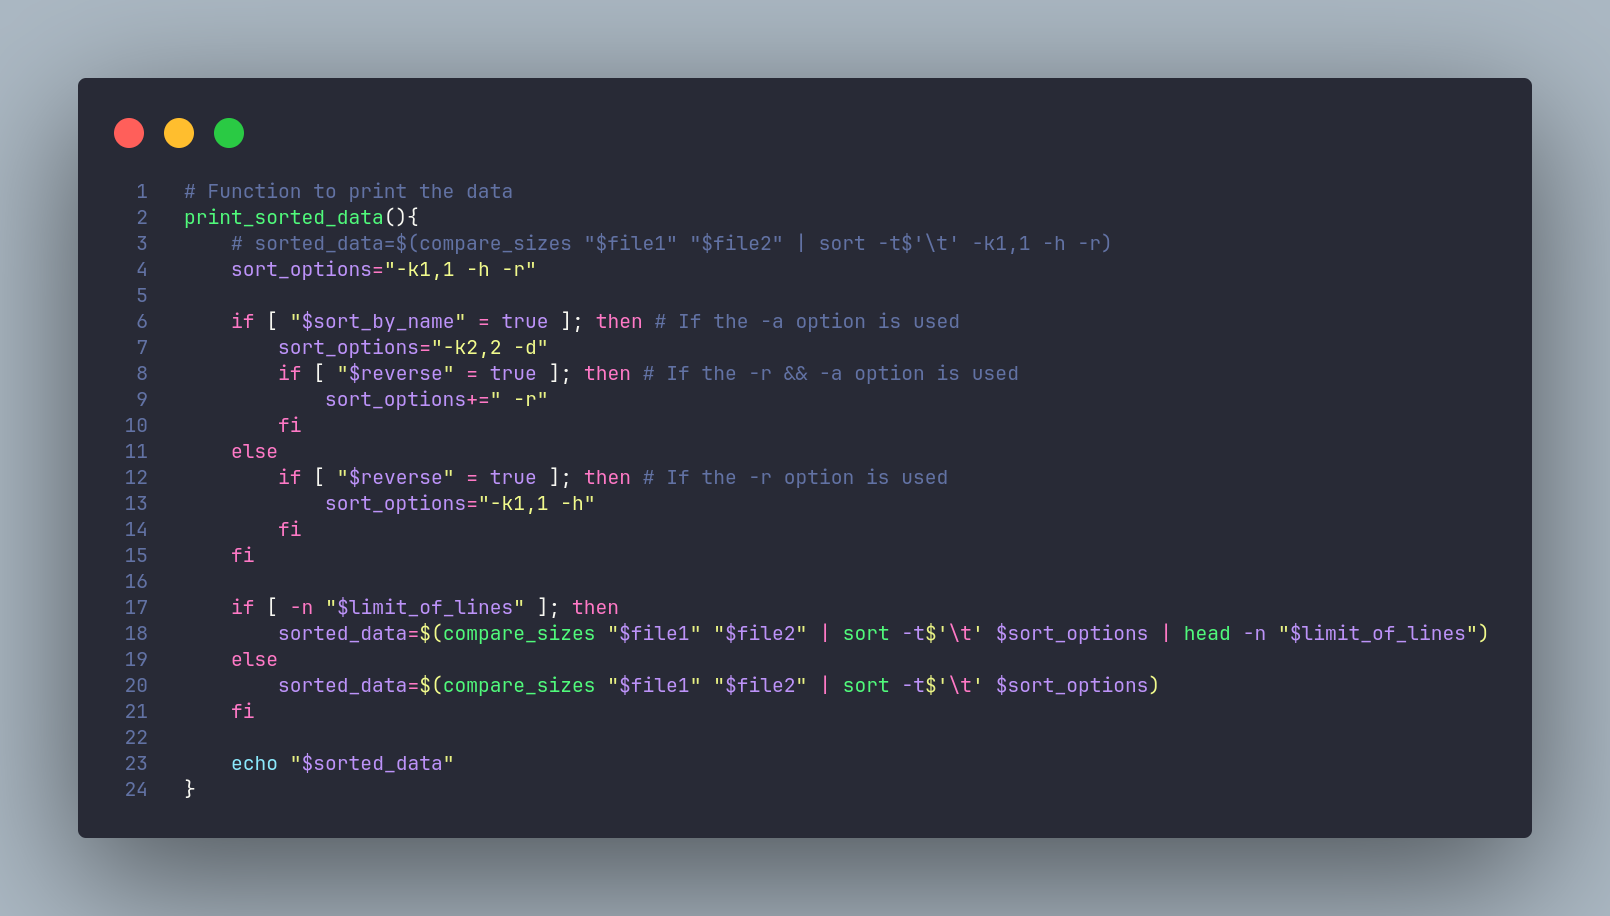 1 # Function to print the data
2 print_sorted_data(){
3     # sorted_data=$(compare_sizes "$file1" "$file2" | sort -t$'\t' -k1,1 -h -r)
4     sort_options="-k1,1 -h -r"
5
6     if [ "$sort_by_name" = true ]; then # If the -a option is used
7         sort_options="-k2,2 -d"
8         if [ "$reverse" = true ]; then # If the -r && -a option is used
9             sort_options+=" -r"
10         fi
11     else
12         if [ "$reverse" = true ]; then # If the -r option is used
13             sort_options="-k1,1 -h"
14         fi
15     fi
16
17     if [ -n "$limit_of_lines" ]; then
18         sorted_data=$(compare_sizes "$file1" "$file2" | sort -t$'\t' $sort_options | head -n "$limit_of_lines")
19     else
20         sorted_data=$(compare_sizes "$file1" "$file2" | sort -t$'\t' $sort_options)
21     fi
22
23     echo "$sorted_data"
24 }